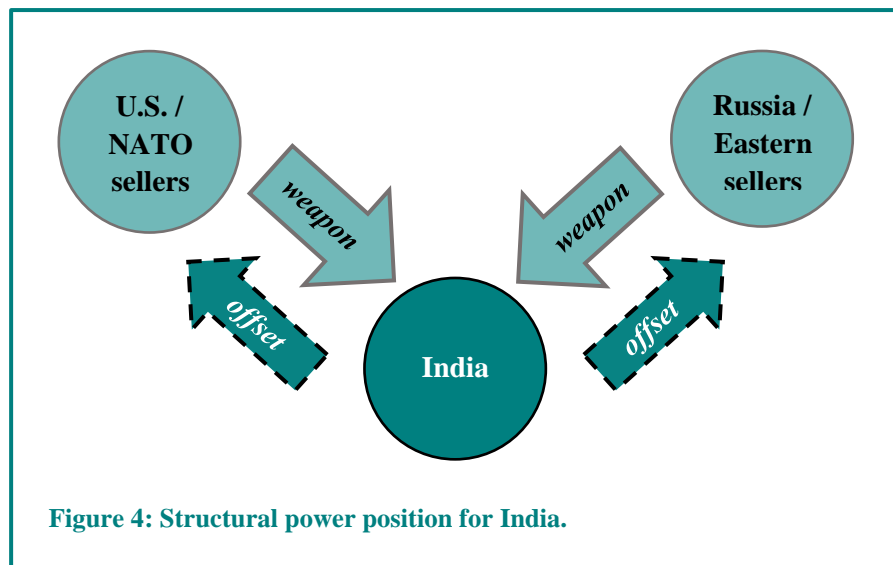 U.S. /
NATO
sellers
Russia /
Eastern
sellers
weapon
weapon
offset
offset
India
Figure 4: Structural power position for India.